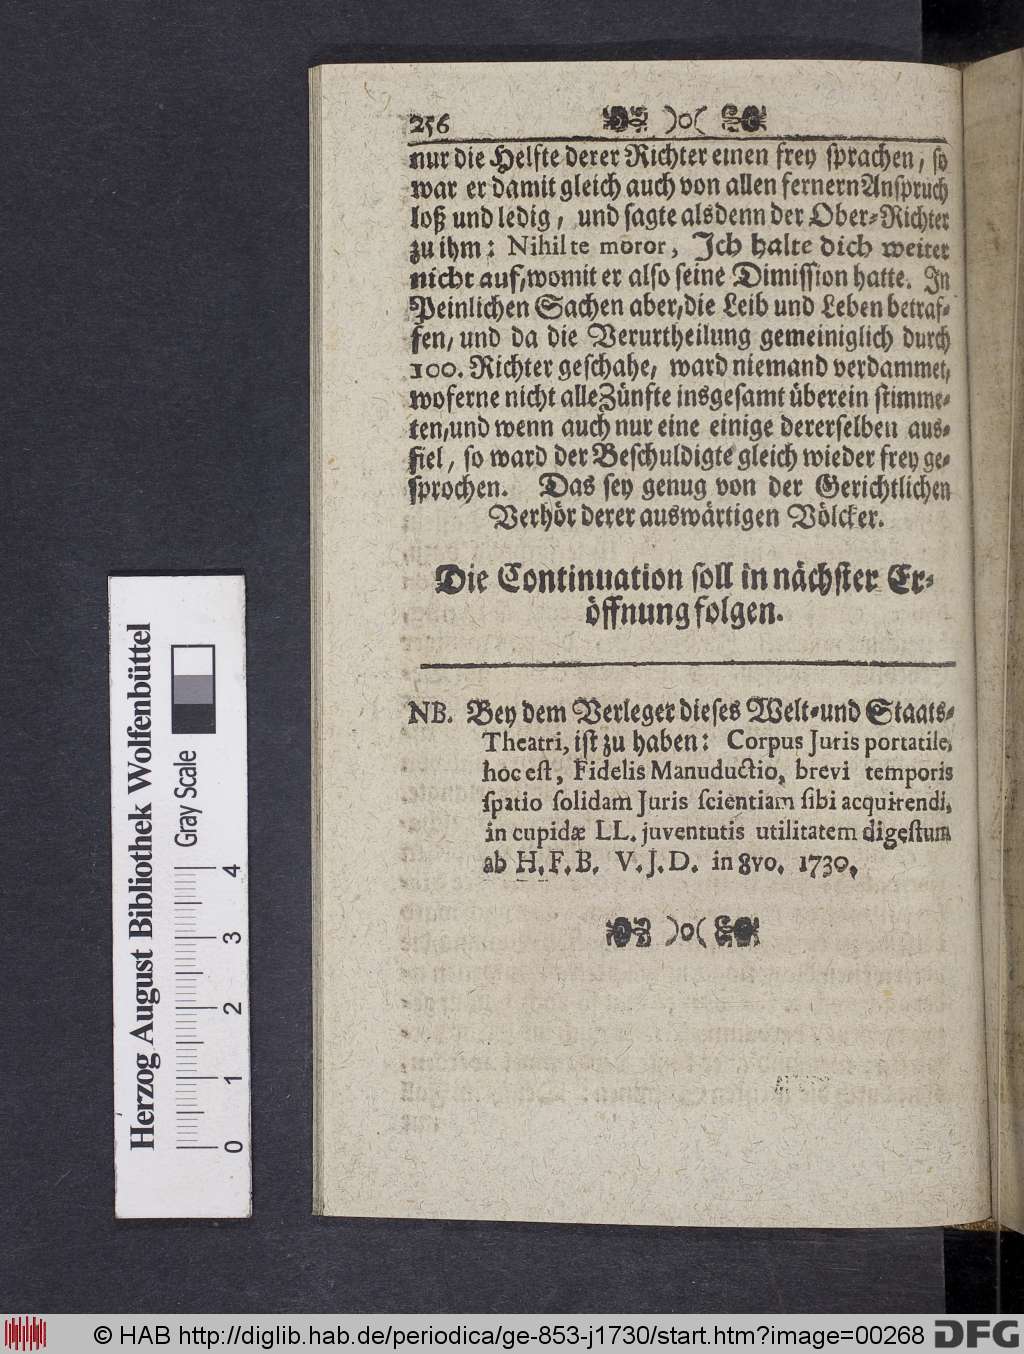 256 )o(
nur die Helfte derer Richter einen frey sprachen, so
war er damit gleich auch von allen fernern Anspruch
loß und ledig, und sagte alsdenn der Ober-Richter
zu ihm: Nihil te moror, Ich halte dich weiter
nicht auf, womit er also seine Dimission hatte. In
Peinlichen Sachen aber, die Leib und Leben betraf-
fen, und da die Verurtheilung gemeiniglich durch
100. Richter geschahe, ward niemand verdammet,
woferne nicht alle Zünfte insgesamt überein stimme-
ten, und wenn auch nur eine einige dererselben aus-
fiel, so ward der Beschuldigte gleich wieder frey ge-
sprochen. Das sey genug von der Gerichtlichen
Verhör derer auswärtigen Völcker.
Die Continuation soll in nächster Er-
öffnung folgen.
NB. Bey dem Verleger dieses Welt- und Staats-
Theatri, ist zu haben: Corpus Juris portatile,
hoc est, Fidelis Manuductio, brevi temporis
spatio solidam Juris scientiam sibi acquirendi,
in cupidæ LL. juventutis utilitatem digestum
ab H. F. B. V. J. D. in 8vo. 1730.
)o(
Herzog August Bibliothek Wolfenbüttel
Gray Scale
0 1 2 3 4
© HAB http://diglib.hab.de/periodica/ge-853-j1730/start.htm?image=00268
DFG